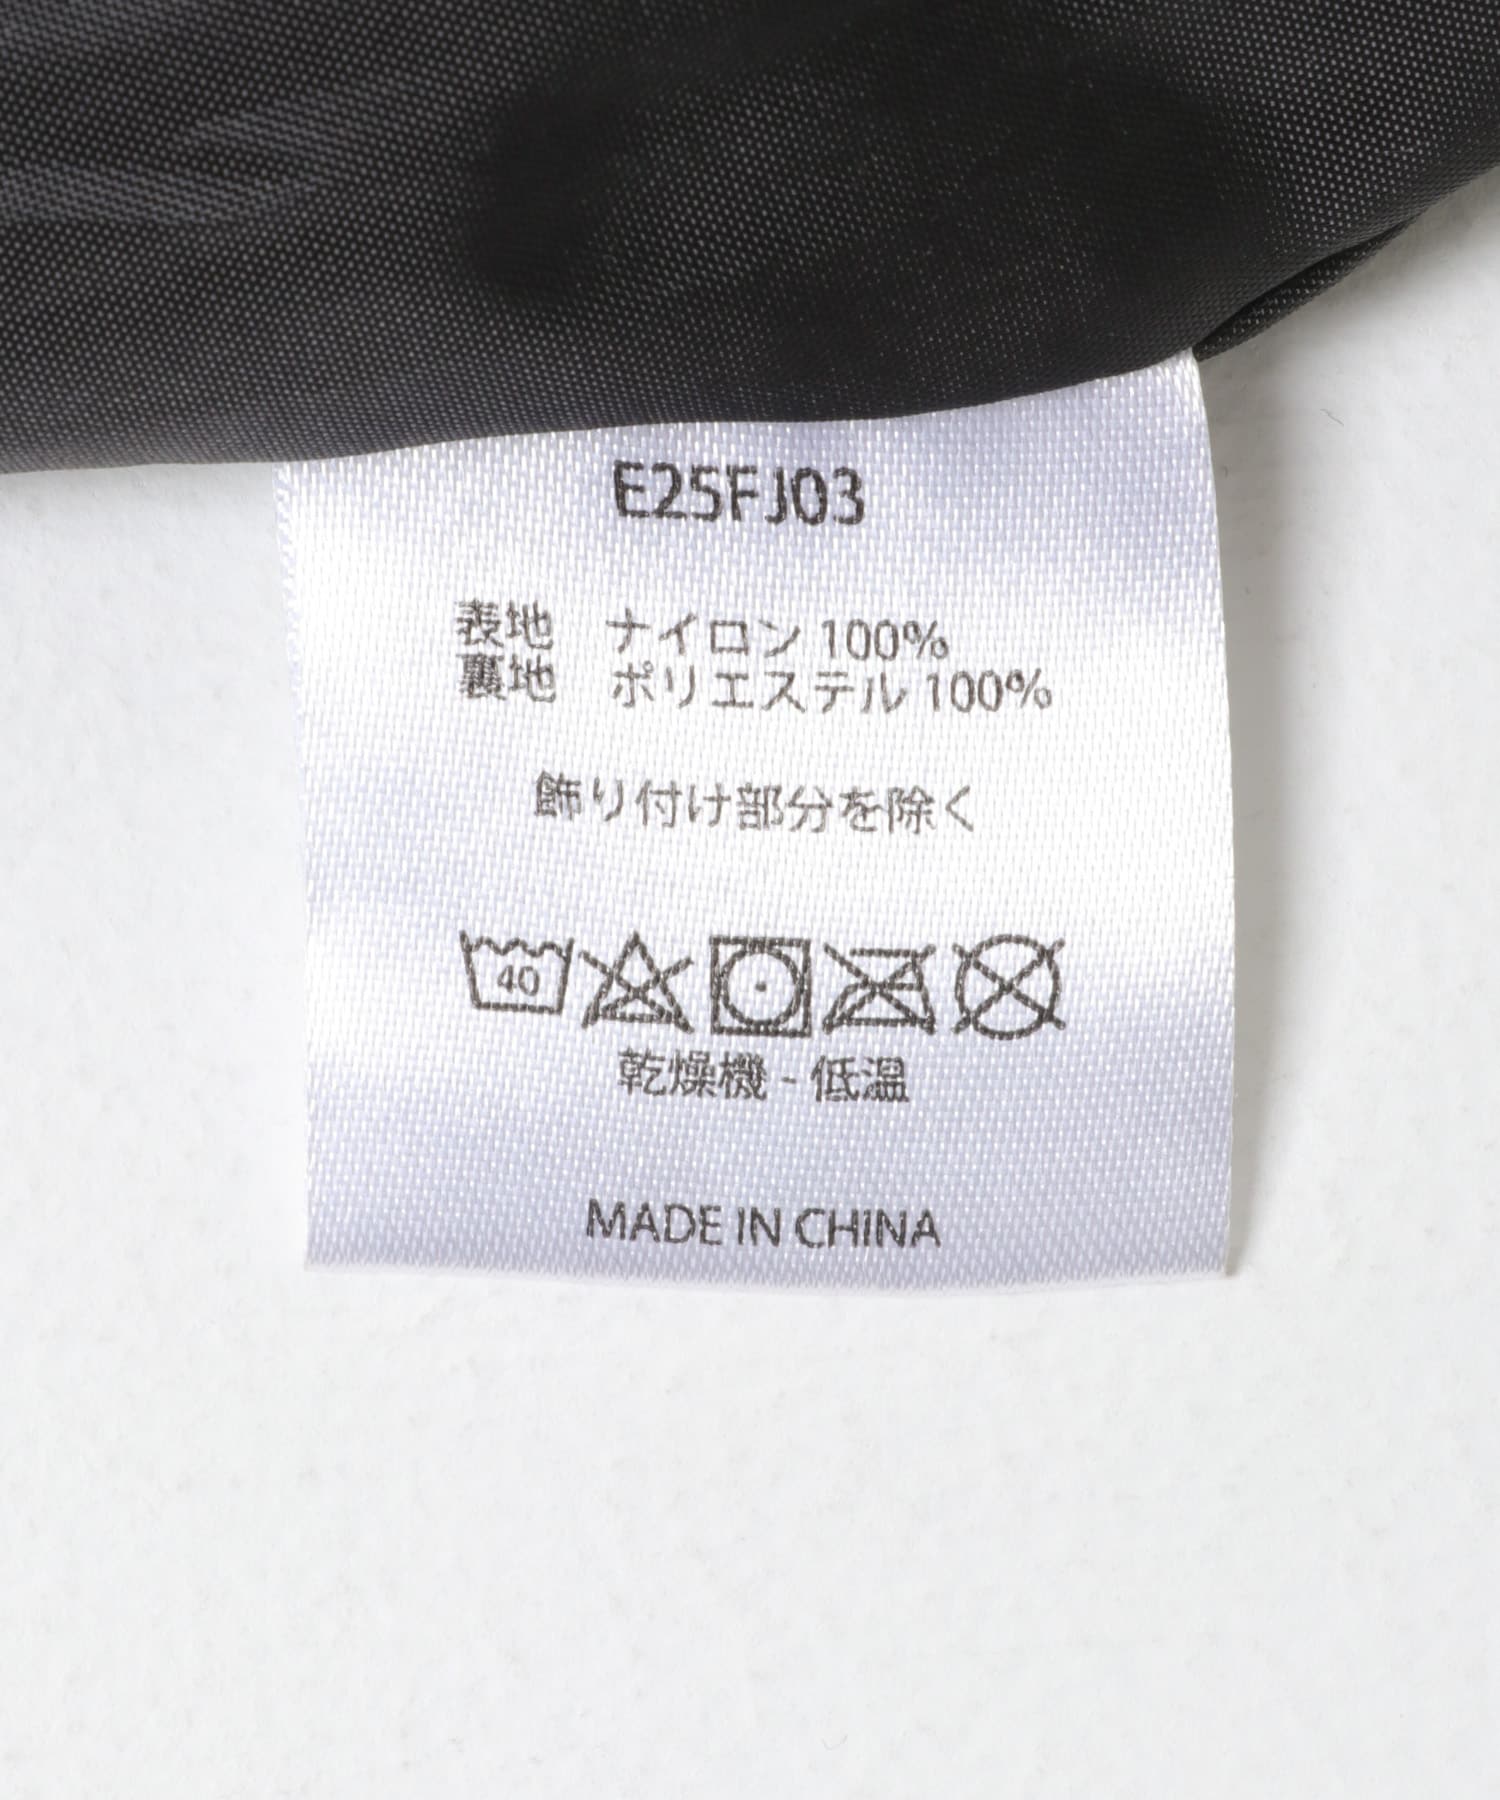 E25FJ03
表地 ナイロン 100%
裏地 ポリエステル 100%
飾り付け部分を除く
40
乾燥機 - 低温
MADE IN CHINA